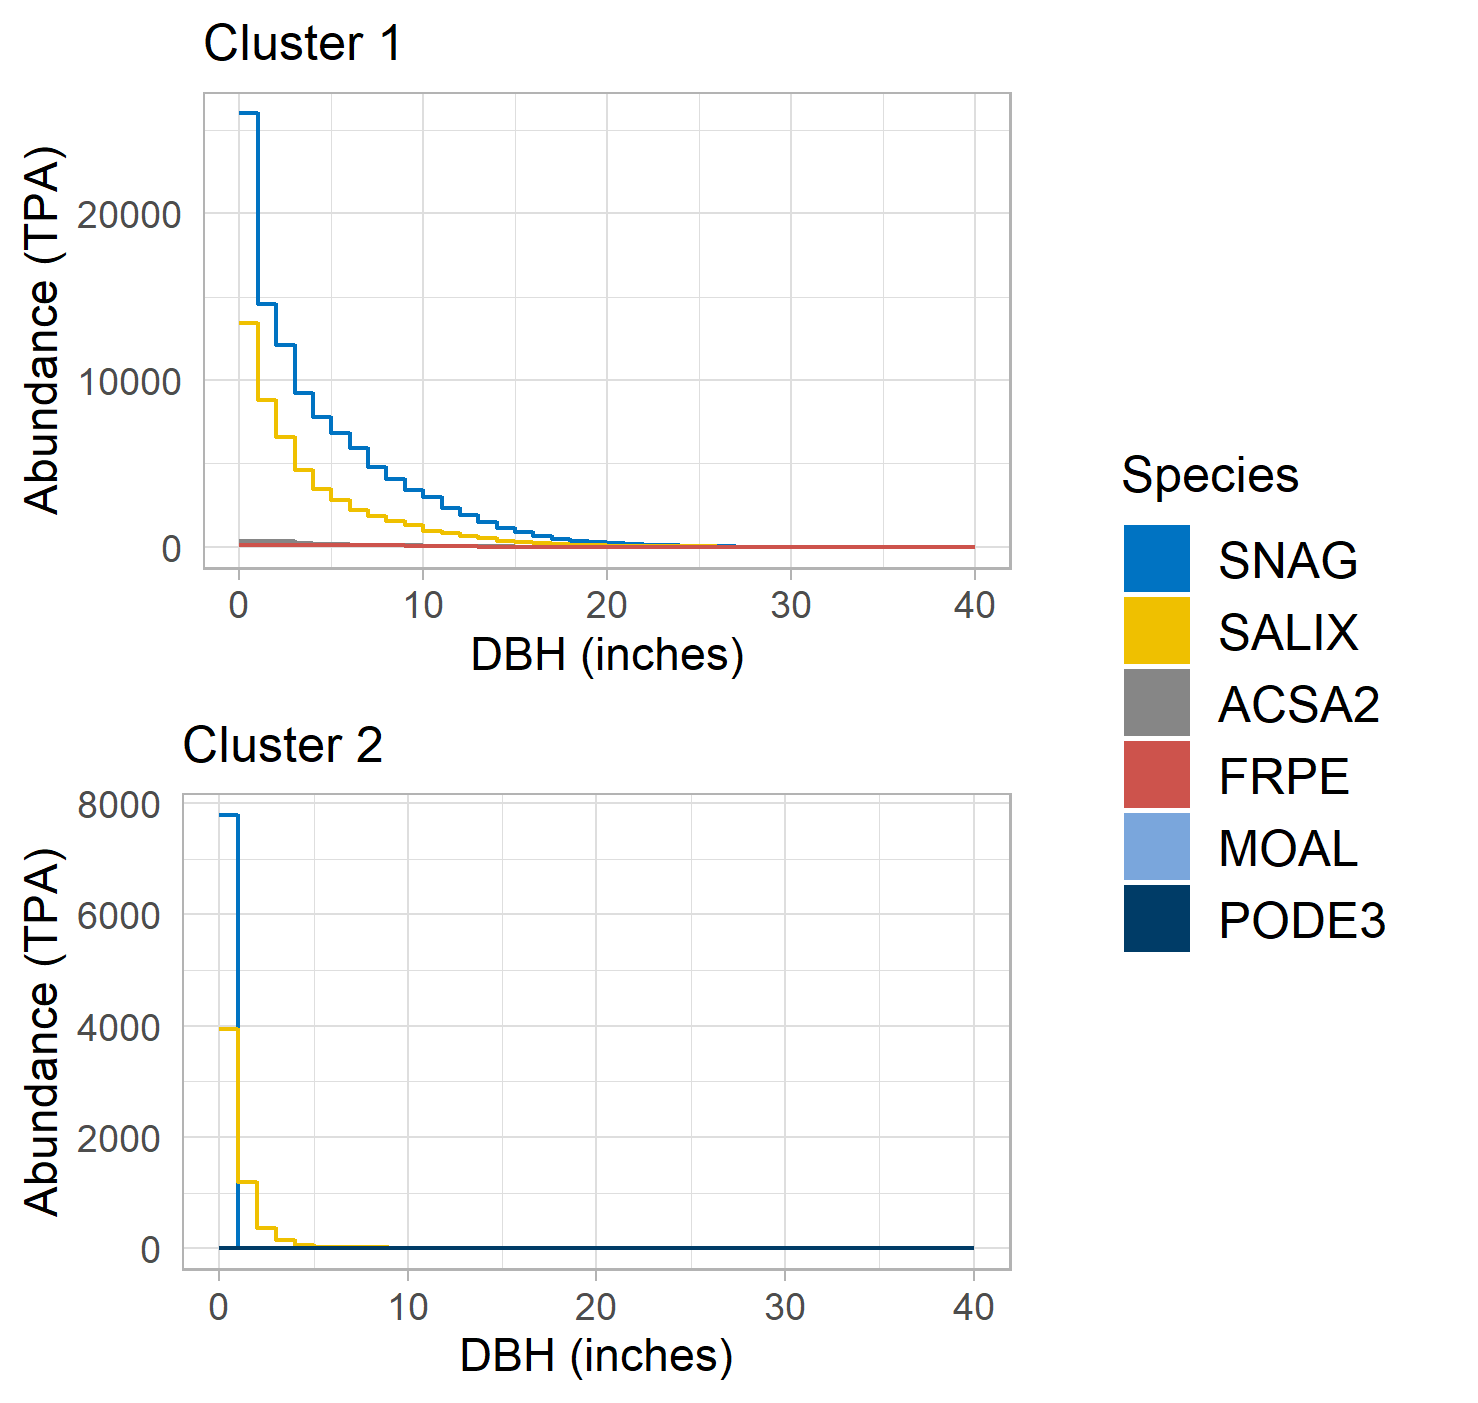 Cluster 1
Abundance (TPA)
20000
10000
0
0 10 20 30 40
DBH (inches)
Cluster 2
Abundance (TPA)
8000
6000
4000
2000
0
0 10 20 30 40
DBH (inches)
Species
SNAG
SALIX
ACSA2
FRPE
MOAL
PODE3